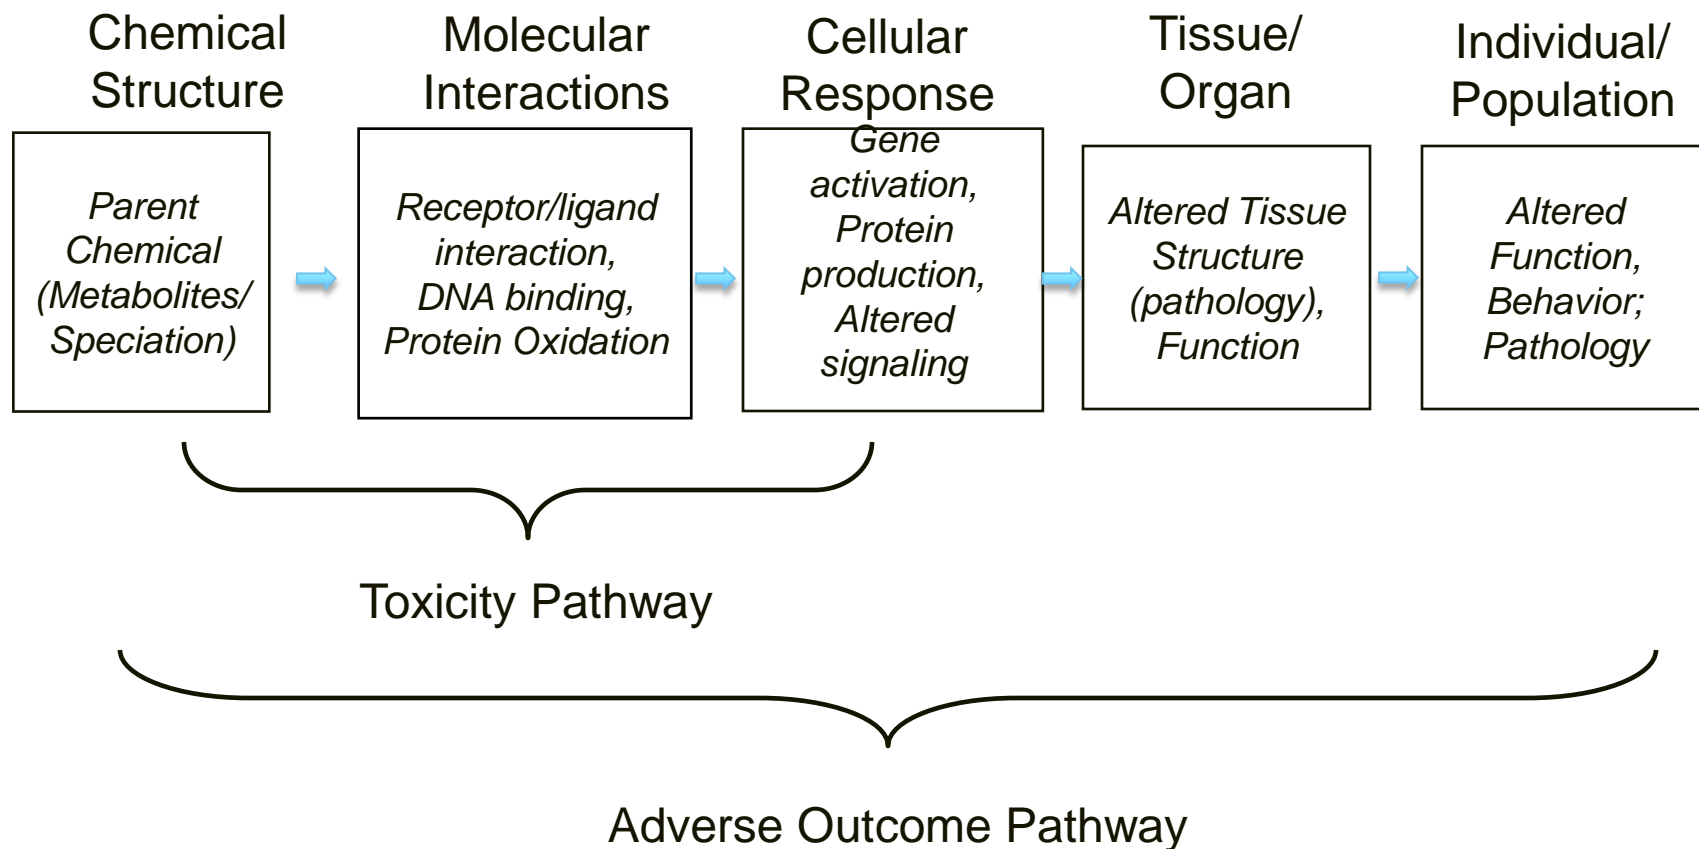 Chemical
Structure
Molecular
Interactions
Cellular
Response
Tissue/
Organ
Individual/
Population
Parent
Chemical
(Metabolites/
Speciation)
Receptor/ligand
interaction,
DNA binding,
Protein Oxidation
Gene
activation,
Protein
production,
Altered
signaling
Altered Tissue
Structure
(pathology),
Function
Altered
Function,
Behavior;
Pathology
Toxicity Pathway
Adverse Outcome Pathway